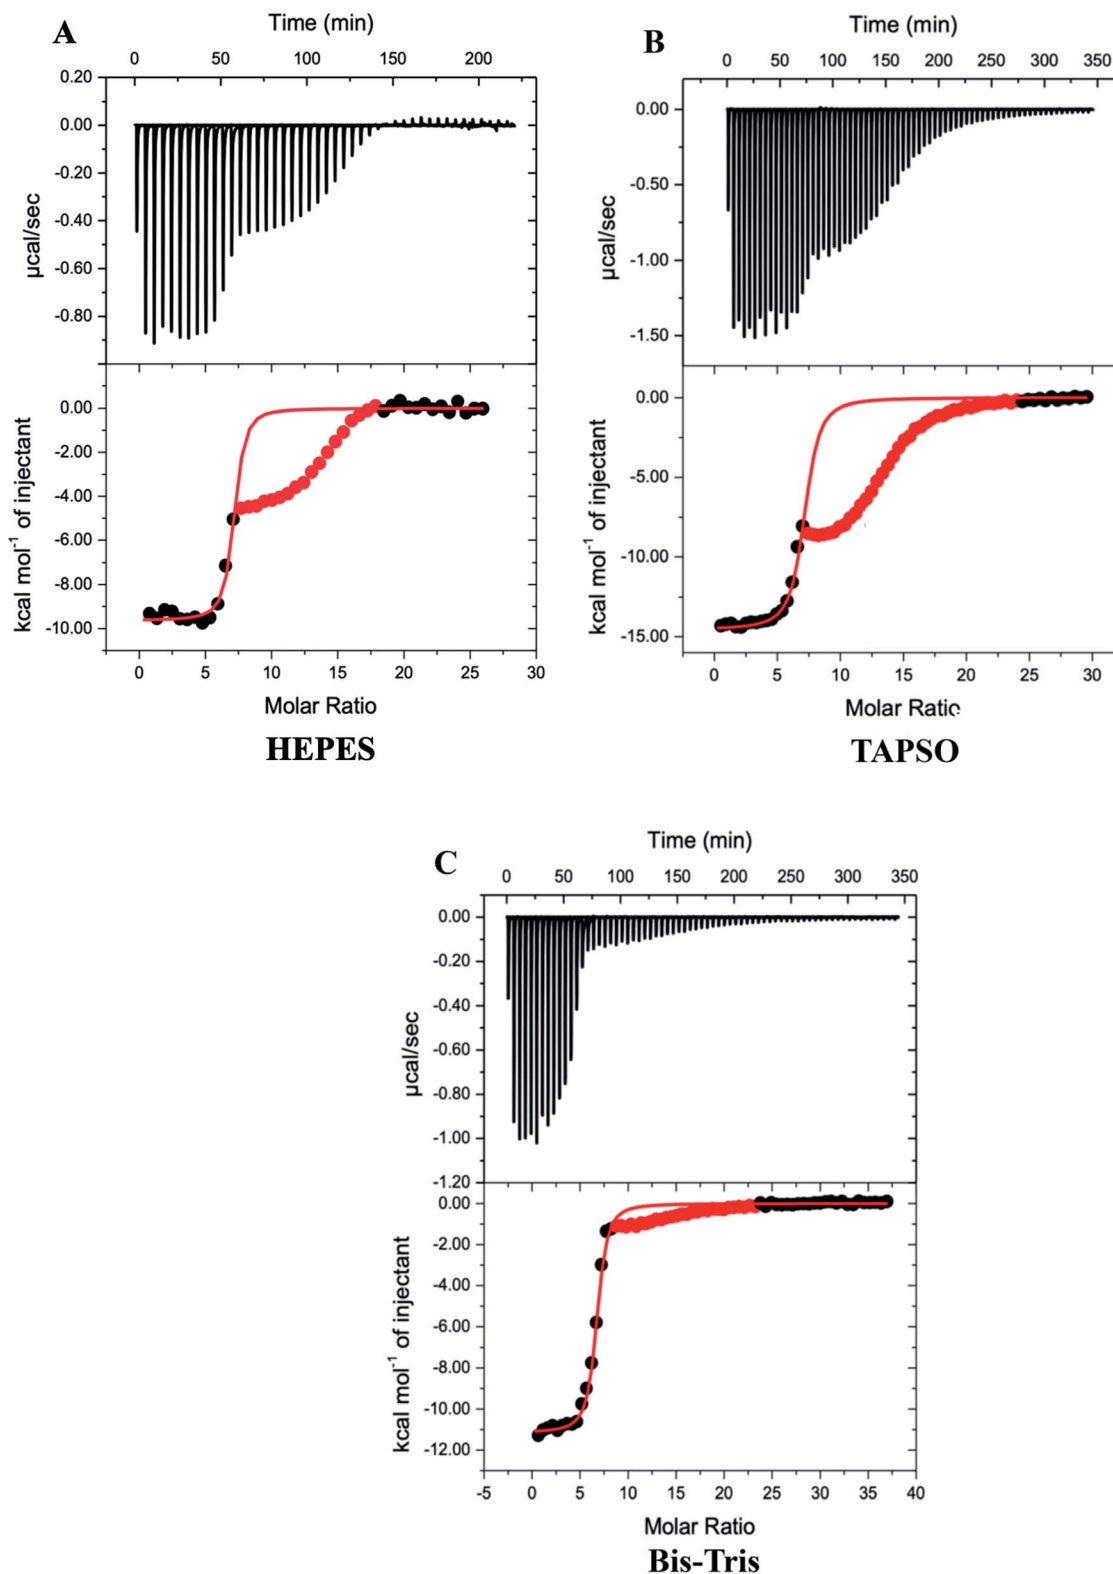 A
Time (min)
0 50 100 150 200
0.20
0.00
-0.20
-0.40
-0.60
-0.80
µcal/sec
0.00
-2.00
-4.00
-6.00
-8.00
-10.00
kcal mol⁻¹ of injectant
0 5 10 15 20 25 30
Molar Ratio
HEPES
B
Time (min)
0 50 100 150 200 250 300 350
0.00
-0.50
-1.00
-1.50
µcal/sec
0.00
-5.00
-10.00
-15.00
kcal mol⁻¹ of injectant
0 5 10 15 20 25 30
Molar Ratio
TAPSO
C
Time (min)
0 50 100 150 200 250 300 350
0.00
-0.20
-0.40
-0.60
-0.80
-1.00
-1.20
µcal/sec
0.00
-2.00
-4.00
-6.00
-8.00
-10.00
-12.00
kcal mol⁻¹ of injectant
-5 0 5 10 15 20 25 30 35 40
Molar Ratio
Bis-Tris